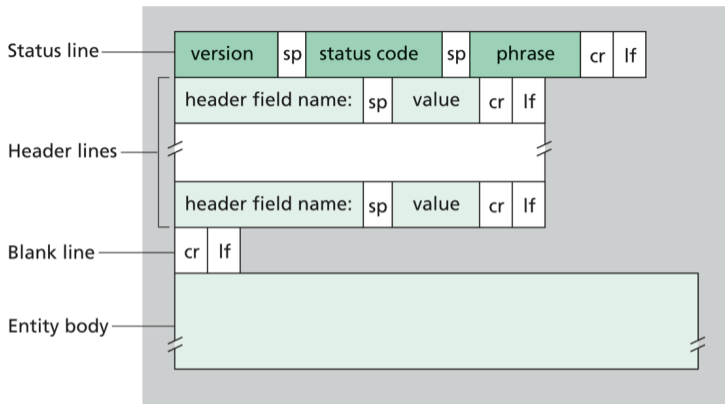 Status line version sp status code sp phrase cr lf
header field name: sp value cr lf
Header lines
header field name: sp value cr lf
Blank line cr lf
Entity body